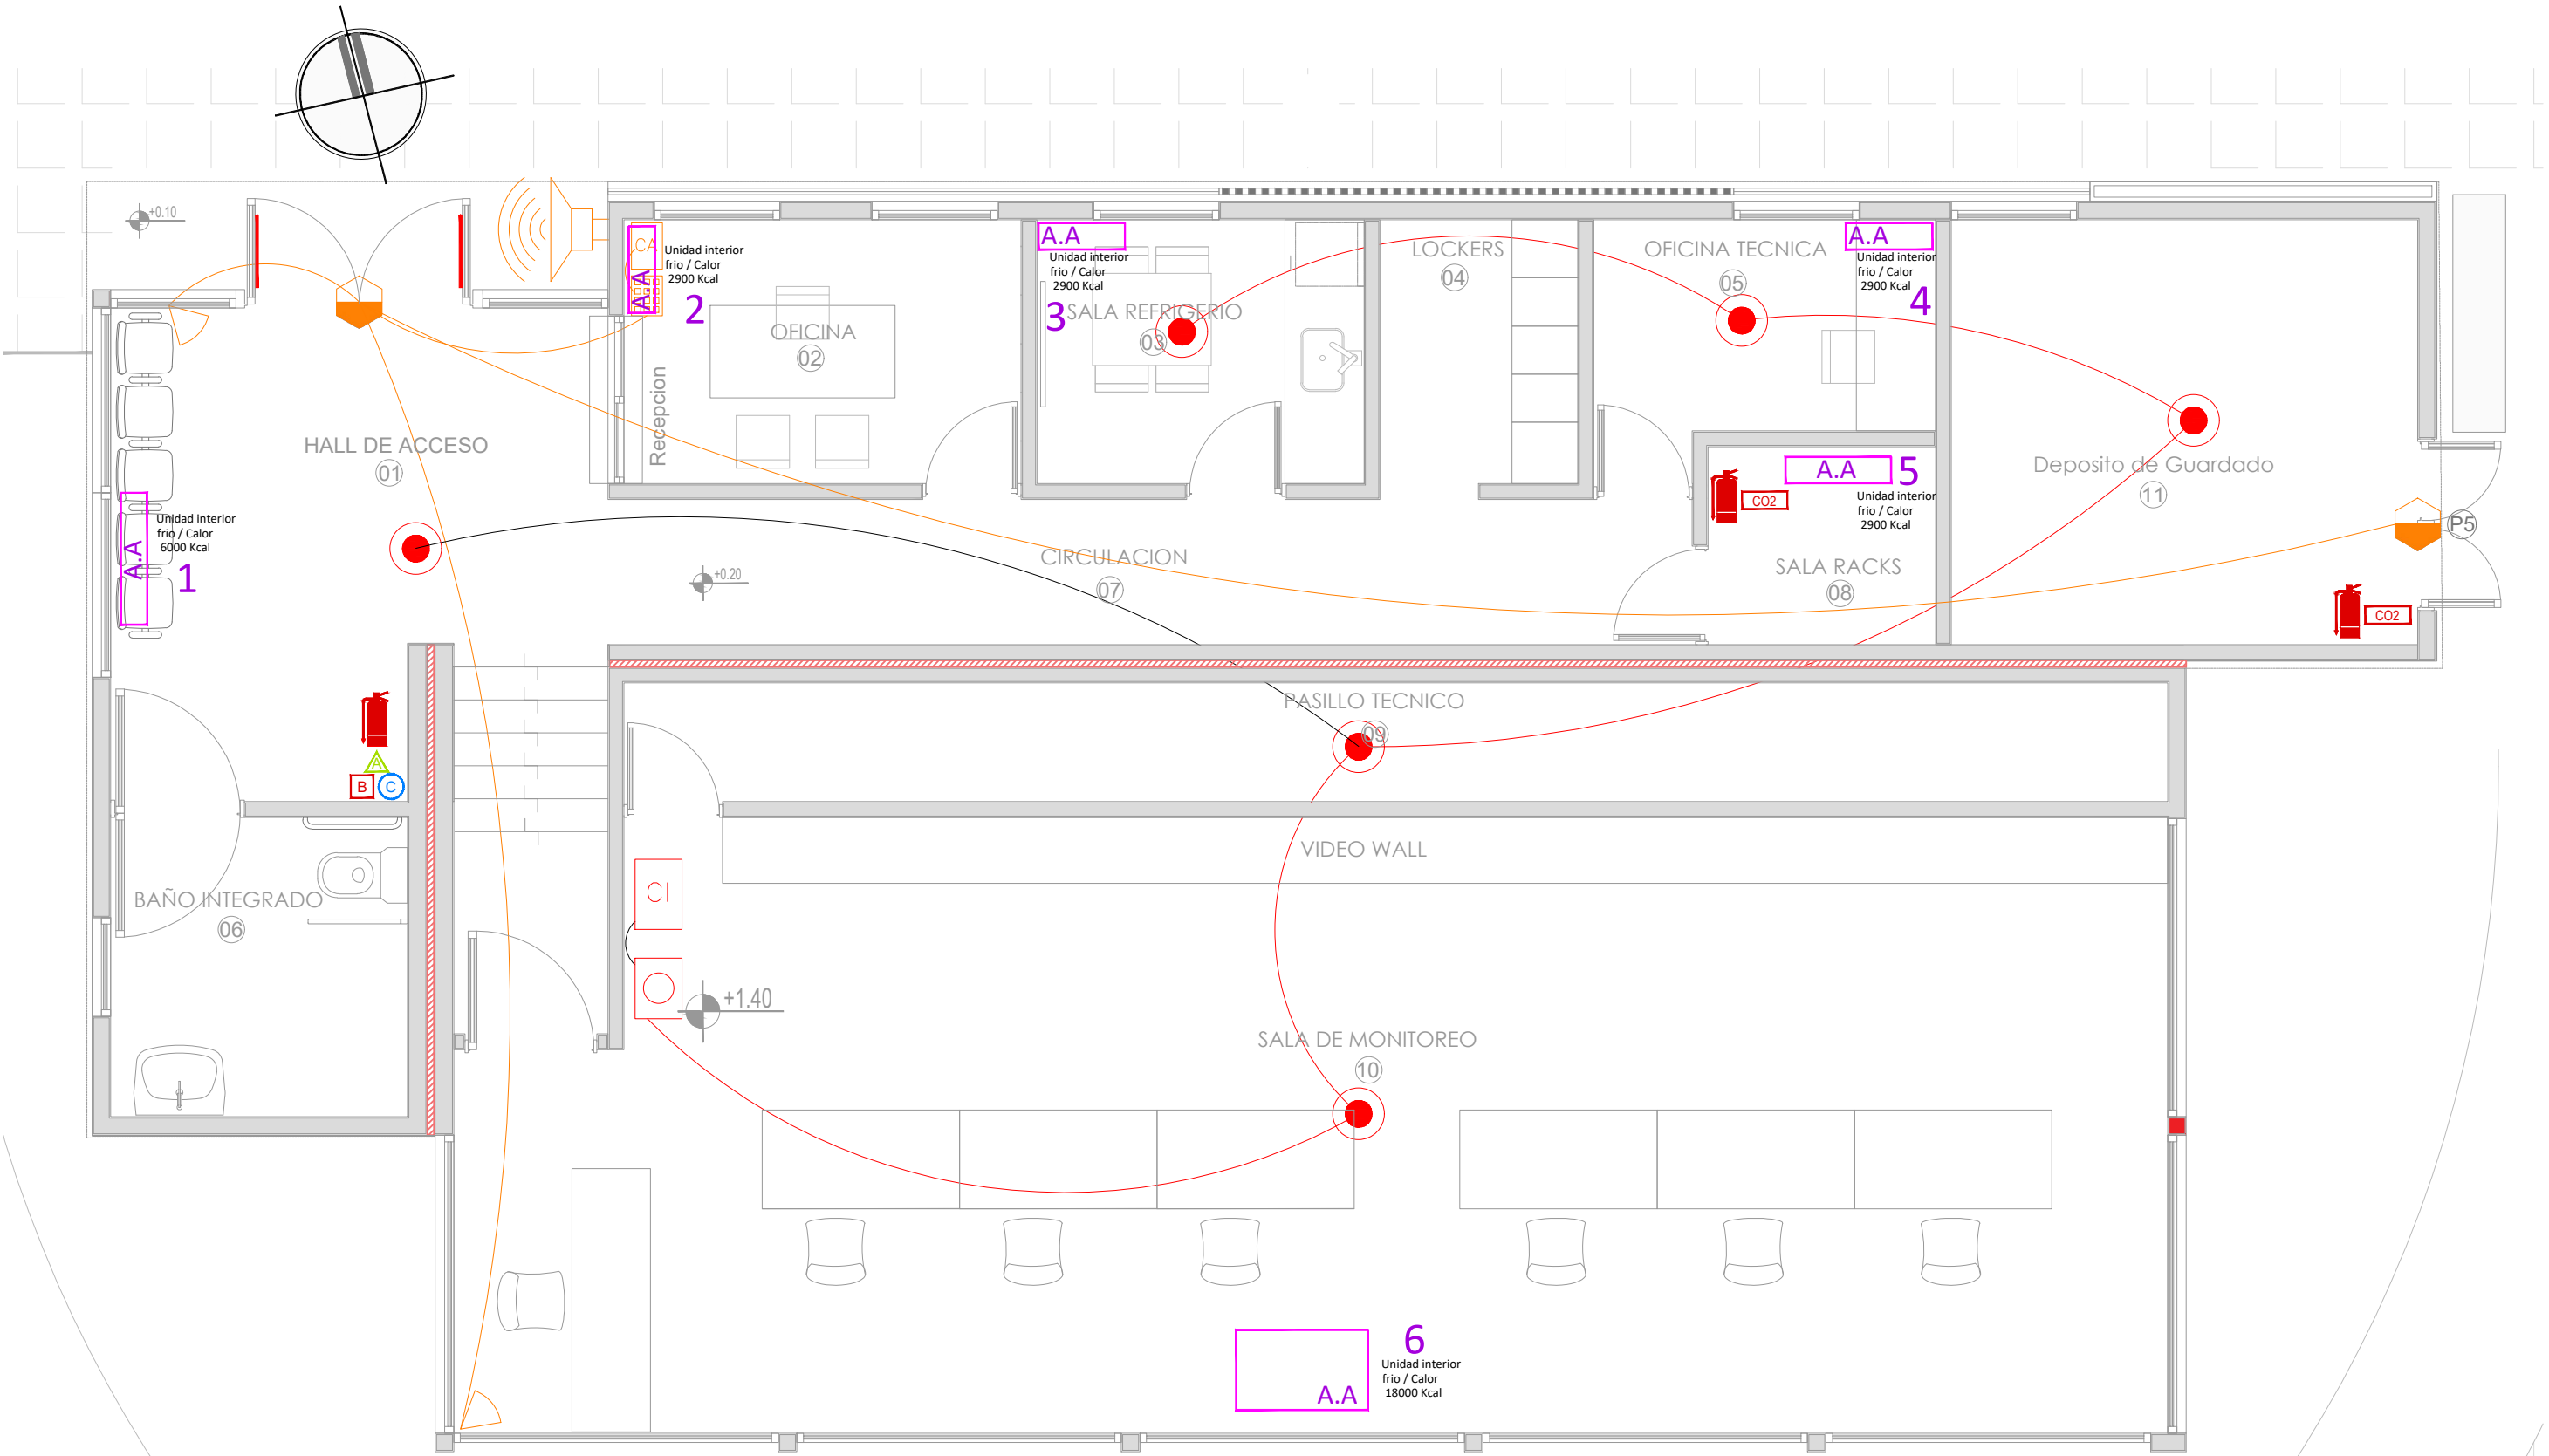 +0.10
CA
A.A
Unidad interior
frio / Calor
2900 Kcal
2
OFICINA
02
Recepcion
A.A
Unidad interior
frio / Calor
2900 Kcal
3
SALA REFRIGERIO
03
LOCKERS
04
OFICINA TECNICA
05
A.A
Unidad interior
frio / Calor
2900 Kcal
4
HALL DE ACCESO
01
A.A
Unidad interior
frio / Calor
6000 Kcal
1
A.A
5
Unidad interior
frio / Calor
2900 Kcal
CO2
Deposito de Guardado
11
P5
CIRCULACION
07
+0.20
SALA RACKS
08
CO2
PASILLO TECNICO
09
A
B
C
VIDEO WALL
BAÑO INTEGRADO
06
CI
+1.40
SALA DE MONITOREO
10
6
Unidad interior
frio / Calor
18000 Kcal
A.A